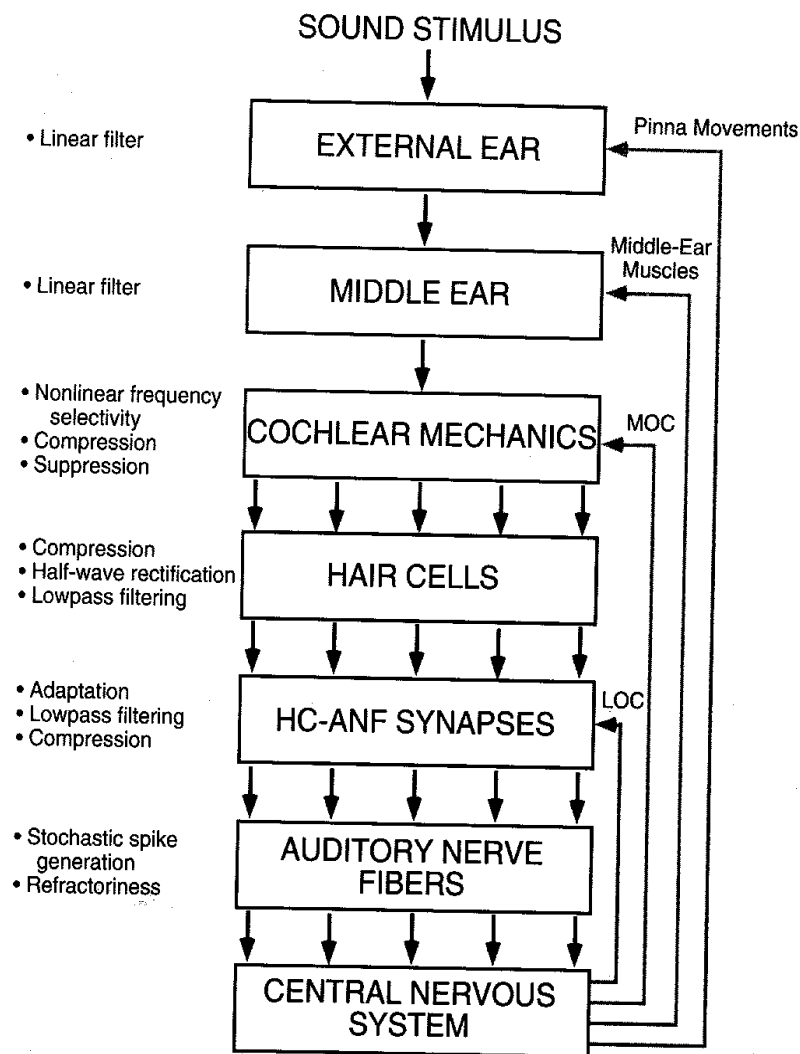 SOUND STIMULUS
Pinna Movements
• Linear filter
EXTERNAL EAR
Middle-Ear
Muscles
• Linear filter
MIDDLE EAR
• Nonlinear frequency
selectivity
• Compression
• Suppression
COCHLEAR MECHANICS
MOC
• Compression
• Half-wave rectification
• Lowpass filtering
HAIR CELLS
• Adaptation
• Lowpass filtering
• Compression
HC-ANF SYNAPSES
LOC
• Stochastic spike
generation
• Refractoriness
AUDITORY NERVE
FIBERS
CENTRAL NERVOUS
SYSTEM